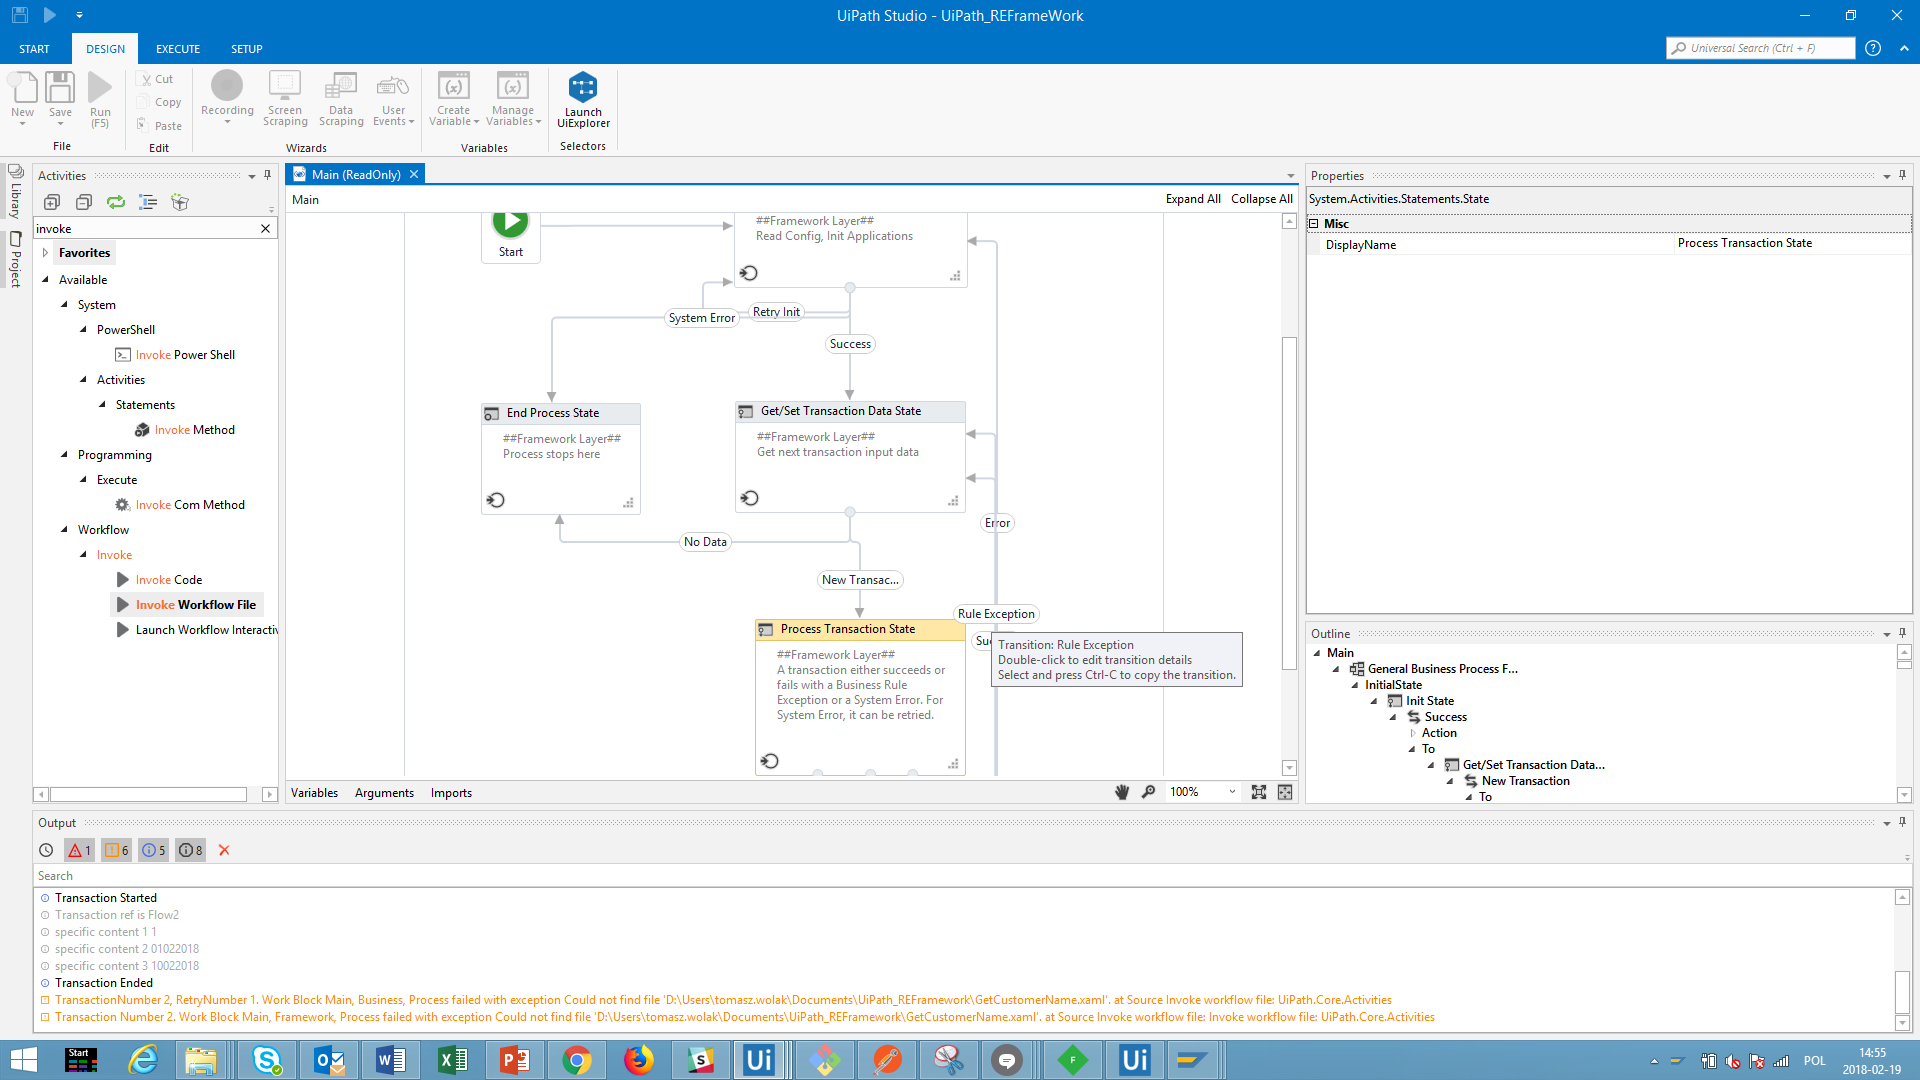 UiPath Studio - UiPath_REFrameWork
START
DESIGN
EXECUTE
SETUP
Universal Search (Ctrl + F)
New
Save
Run
(F5)
File
Cut
Copy
Paste
Edit
Recording
Screen
Scraping
Data
Scraping
User
Events
Wizards
Create
Variable
Manage
Variables
Variables
Launch
UiExplorer
Selectors
Library
Project
Activities
invoke
Favorites
Available
System
PowerShell
Invoke Power Shell
Activities
Statements
Invoke Method
Programming
Execute
Invoke Com Method
Workflow
Invoke
Invoke Code
Invoke Workflow File
Launch Workflow Interactiv
Main (ReadOnly)
Main
Expand All
Collapse All
Start
##Framework Layer##
Read Config, Init Applications
System Error
Retry Init
Success
End Process State
##Framework Layer##
Process stops here
Get/Set Transaction Data State
##Framework Layer##
Get next transaction input data
Error
No Data
New Transac...
Rule Exception
Suc
Process Transaction State
##Framework Layer##
A transaction either succeeds or
fails with a Business Rule
Exception or a System Error. For
System Error, it can be retried.
Transition: Rule Exception
Double-click to edit transition details
Select and press Ctrl-C to copy the transition.
Variables
Arguments
Imports
100%
Properties
System.Activities.Statements.State
Misc
DisplayName
Process Transaction State
Outline
Main
General Business Process F...
InitialState
Init State
Success
Action
To
Get/Set Transaction Data...
New Transaction
To
Output
1
6
5
8
Search
Transaction Started
Transaction ref is Flow2
specific content 1 1
specific content 2 01022018
specific content 3 10022018
Transaction Ended
TransactionNumber 2, RetryNumber 1. Work Block Main, Business, Process failed with exception Could not find file 'D:\Users\tomasz.wolak\Documents\UiPath_REFramework\GetCustomerName.xaml'. at Source Invoke workflow file: UiPath.Core.Activities
Transaction Number 2. Work Block Main, Framework, Process failed with exception Could not find file 'D:\Users\tomasz.wolak\Documents\UiPath_REFramework\GetCustomerName.xaml'. at Source Invoke workflow file: Invoke workflow file: UiPath.Core.Activities
Start
Ui
Ui
POL
14:55
2018-02-19